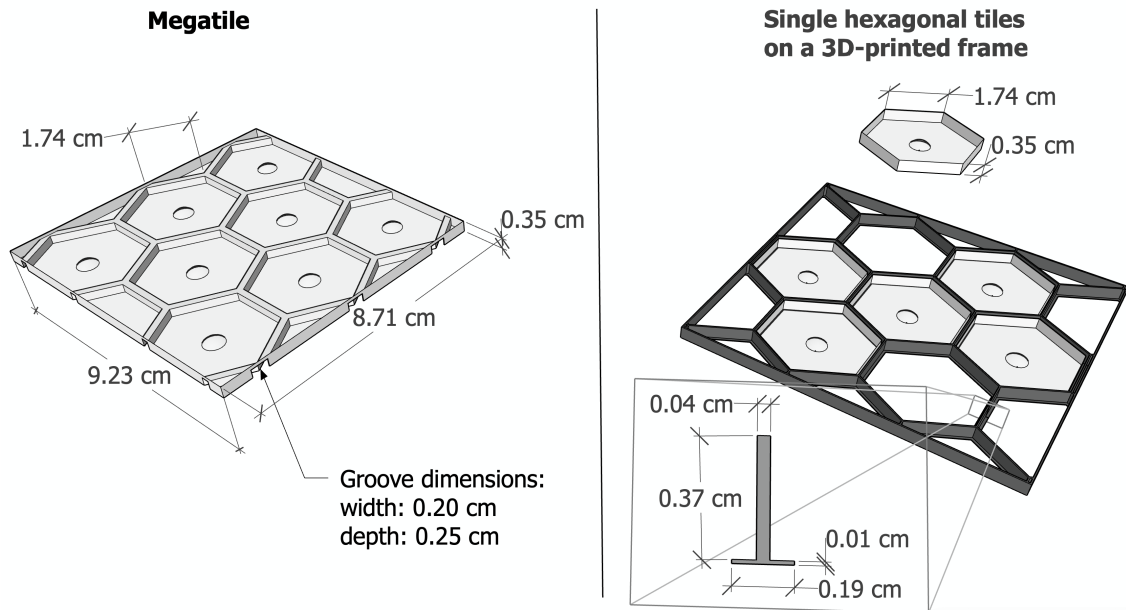 Megatile
1.74 cm
0.35 cm
8.71 cm
9.23 cm
Groove dimensions:
width: 0.20 cm
depth: 0.25 cm
Single hexagonal tiles
on a 3D-printed frame
1.74 cm
0.35 cm
0.04 cm
0.37 cm
0.01 cm
0.19 cm